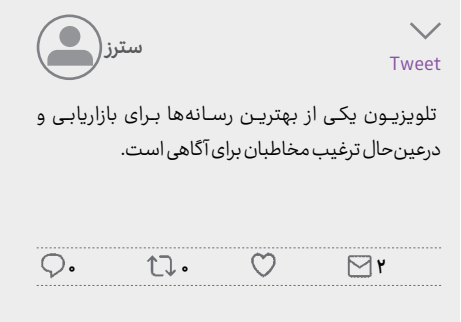 سترز
Tweet
تلویزیون یکی از بهترین رسانه‌ها برای بازاریابی و
درعین‌حال ترغیب مخاطبان برای آگاهی است.
۰ ۰ ۲